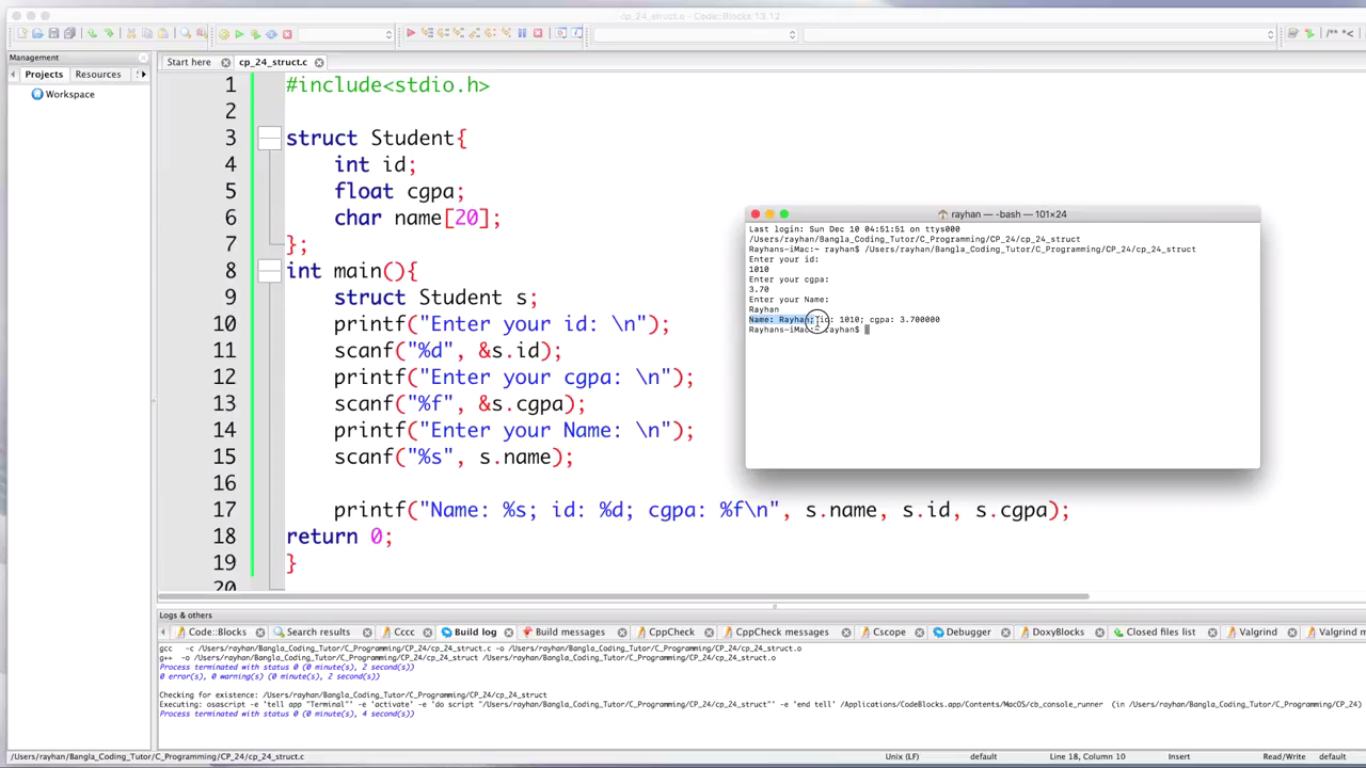 cp_24_struct.c - Code::Blocks 13.12
/** *<
Management
Projects Resources
Workspace
Start here cp_24_struct.c
1 #include<stdio.h>
2
3 struct Student{
4 int id;
5 float cgpa;
6 char name[20];
7 };
8 int main(){
9 struct Student s;
10 printf("Enter your id: \n");
11 scanf("%d", &s.id);
12 printf("Enter your cgpa: \n");
13 scanf("%f", &s.cgpa);
14 printf("Enter your Name: \n");
15 scanf("%s", s.name);
16
17 printf("Name: %s; id: %d; cgpa: %f\n", s.name, s.id, s.cgpa);
18 return 0;
19 }
20
rayhan — -bash — 101×24
Last login: Sun Dec 10 04:51:51 on ttys000
/Users/rayhan/Bangla_Coding_Tutor/C_Programming/CP_24/cp_24_struct
Rayhans-iMac:~ rayhan$ /Users/rayhan/Bangla_Coding_Tutor/C_Programming/CP_24/cp_24_struct
Enter your id:
1010
Enter your cgpa:
3.70
Enter your Name:
Rayhan
Name: Rayhan; id: 1010; cgpa: 3.700000
Rayhans-iMac:~ rayhan$
Logs & others
Code::Blocks Search results Cccc Build log Build messages CppCheck CppCheck messages Cscope Debugger DoxyBlocks Closed files list Valgrind Valgrind m
gcc -c /Users/rayhan/Bangla_Coding_Tutor/C_Programming/CP_24/cp_24_struct.c -o /Users/rayhan/Bangla_Coding_Tutor/C_Programming/CP_24/cp_24_struct.o
g++ -o /Users/rayhan/Bangla_Coding_Tutor/C_Programming/CP_24/cp_24_struct /Users/rayhan/Bangla_Coding_Tutor/C_Programming/CP_24/cp_24_struct.o
Process terminated with status 0 (0 minute(s), 2 second(s))
0 error(s), 0 warning(s) (0 minute(s), 2 second(s))
Checking for existence: /Users/rayhan/Bangla_Coding_Tutor/C_Programming/CP_24/cp_24_struct
Executing: osascript -e 'tell app "Terminal"' -e 'activate' -e 'do script "/Users/rayhan/Bangla_Coding_Tutor/C_Programming/CP_24/cp_24_struct"' -e 'end tell' /Applications/CodeBlocks.app/Contents/MacOS/cb_console_runner (in /Users/rayhan/Bangla_Coding_Tutor/C_Programming/CP_24)
Process terminated with status 0 (0 minute(s), 4 second(s))
/Users/rayhan/Bangla_Coding_Tutor/C_Programming/CP_24/cp_24_struct.c Unix (LF) default Line 18, Column 10 Insert Read/Write default